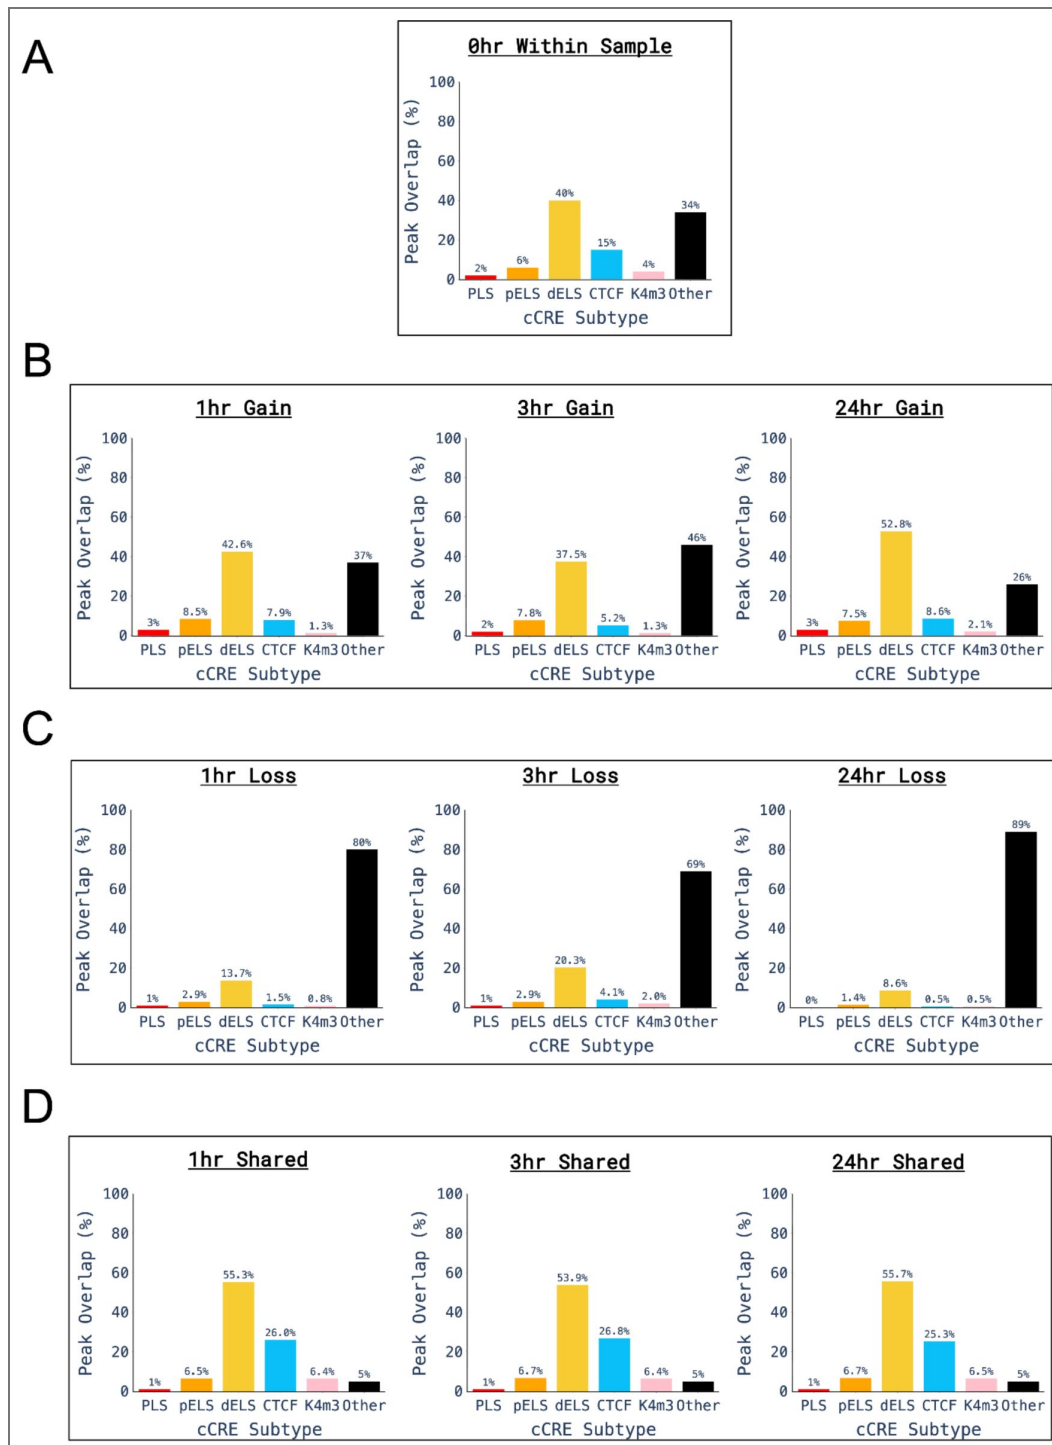 A
0hr Within Sample
Peak Overlap (%)
100
80
60
40
20
0
2%
6%
40%
15%
4%
34%
PLS pELS dELS CTCF K4m3 Other
cCRE Subtype
B
1hr Gain
Peak Overlap (%)
100
80
60
40
20
0
3%
8.5%
42.6%
7.9%
1.3%
37%
PLS pELS dELS CTCF K4m3 Other
cCRE Subtype
3hr Gain
Peak Overlap (%)
100
80
60
40
20
0
2%
7.8%
37.5%
5.2%
1.3%
46%
PLS pELS dELS CTCF K4m3 Other
cCRE Subtype
24hr Gain
Peak Overlap (%)
100
80
60
40
20
0
3%
7.5%
52.8%
8.6%
2.1%
26%
PLS pELS dELS CTCF K4m3 Other
cCRE Subtype
C
1hr Loss
Peak Overlap (%)
100
80
60
40
20
0
1%
2.9%
13.7%
1.5%
0.8%
80%
PLS pELS dELS CTCF K4m3 Other
cCRE Subtype
3hr Loss
Peak Overlap (%)
100
80
60
40
20
0
1%
2.9%
20.3%
4.1%
2.0%
69%
PLS pELS dELS CTCF K4m3 Other
cCRE Subtype
24hr Loss
Peak Overlap (%)
100
80
60
40
20
0
0%
1.4%
8.6%
0.5%
0.5%
89%
PLS pELS dELS CTCF K4m3 Other
cCRE Subtype
D
1hr Shared
Peak Overlap (%)
100
80
60
40
20
0
1%
6.5%
55.3%
26.0%
6.4%
5%
PLS pELS dELS CTCF K4m3 Other
cCRE Subtype
3hr Shared
Peak Overlap (%)
100
80
60
40
20
0
1%
6.7%
53.9%
26.8%
6.4%
5%
PLS pELS dELS CTCF K4m3 Other
cCRE Subtype
24hr Shared
Peak Overlap (%)
100
80
60
40
20
0
1%
6.7%
55.7%
25.3%
6.5%
5%
PLS pELS dELS CTCF K4m3 Other
cCRE Subtype